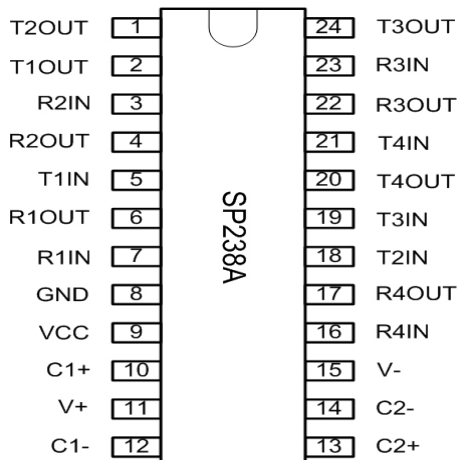 T2OUT 1 24 T3OUT
T1OUT 2 23 R3IN
R2IN 3 22 R3OUT
R2OUT 4 21 T4IN
T1IN 5 20 T4OUT
R1OUT 6 19 T3IN
R1IN 7 18 T2IN
GND 8 17 R4OUT
VCC 9 16 R4IN
C1+ 10 15 V-
V+ 11 14 C2-
C1- 12 13 C2+
SP238A